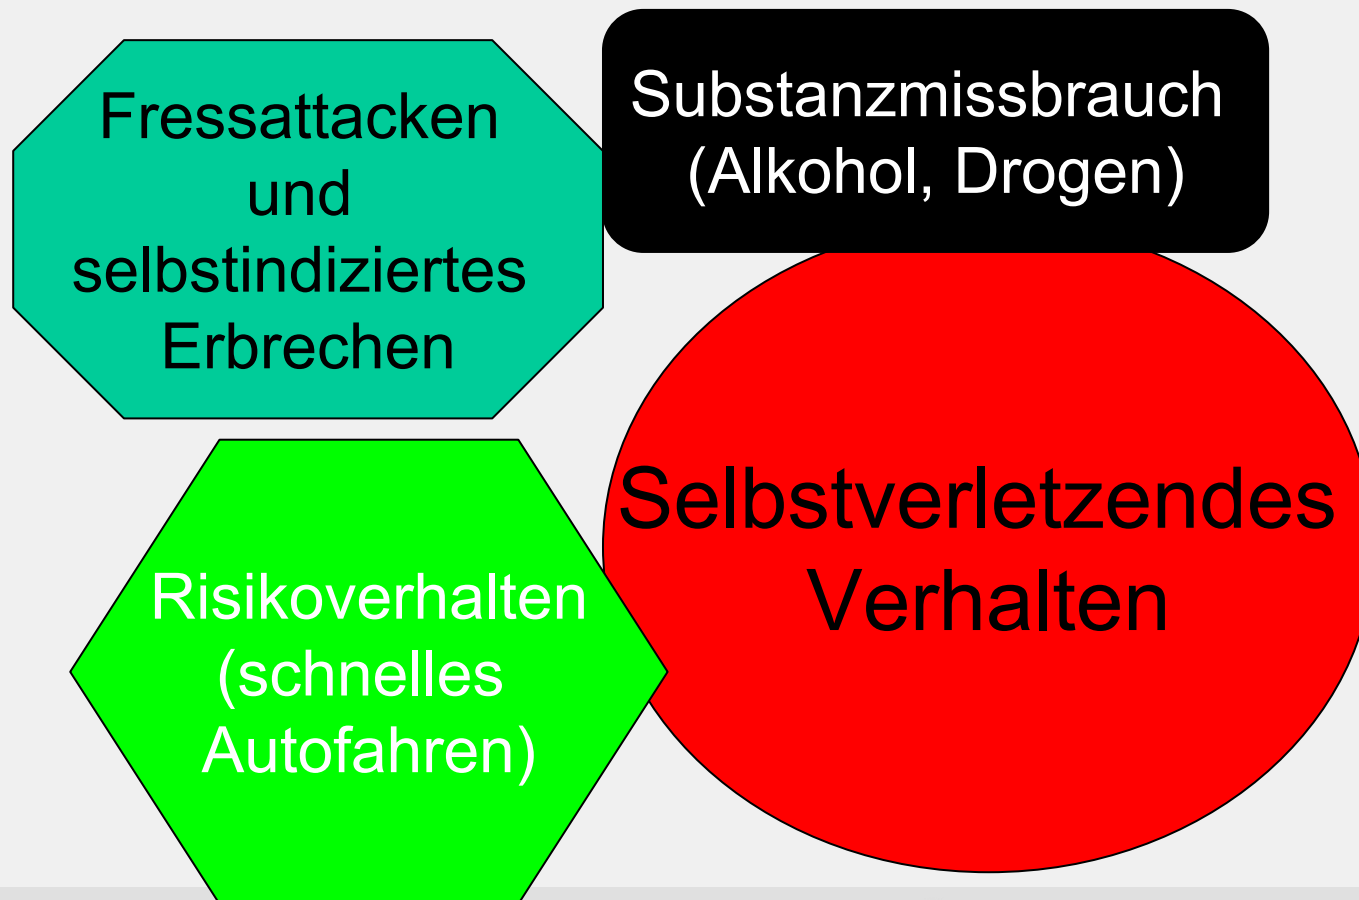 Fressattacken
und
selbstindiziertes
Erbrechen
Substanzmissbrauch
(Alkohol, Drogen)
Selbstverletzendes
Verhalten
Risikoverhalten
(schnelles
Autofahren)